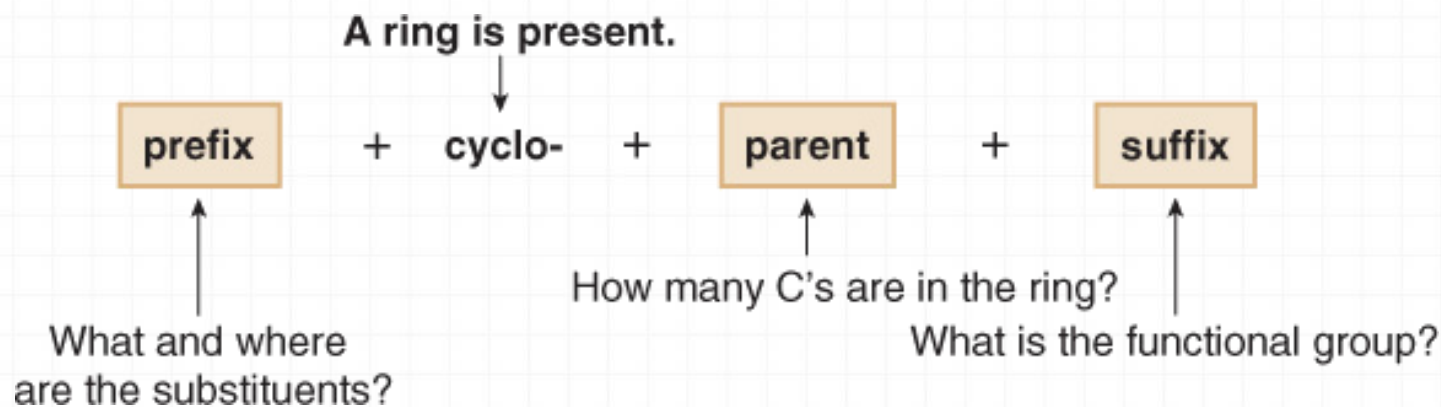 A ring is present.
prefix + cyclo- + parent + suffix
How many C's are in the ring?
What and where
are the substituents?
What is the functional group?